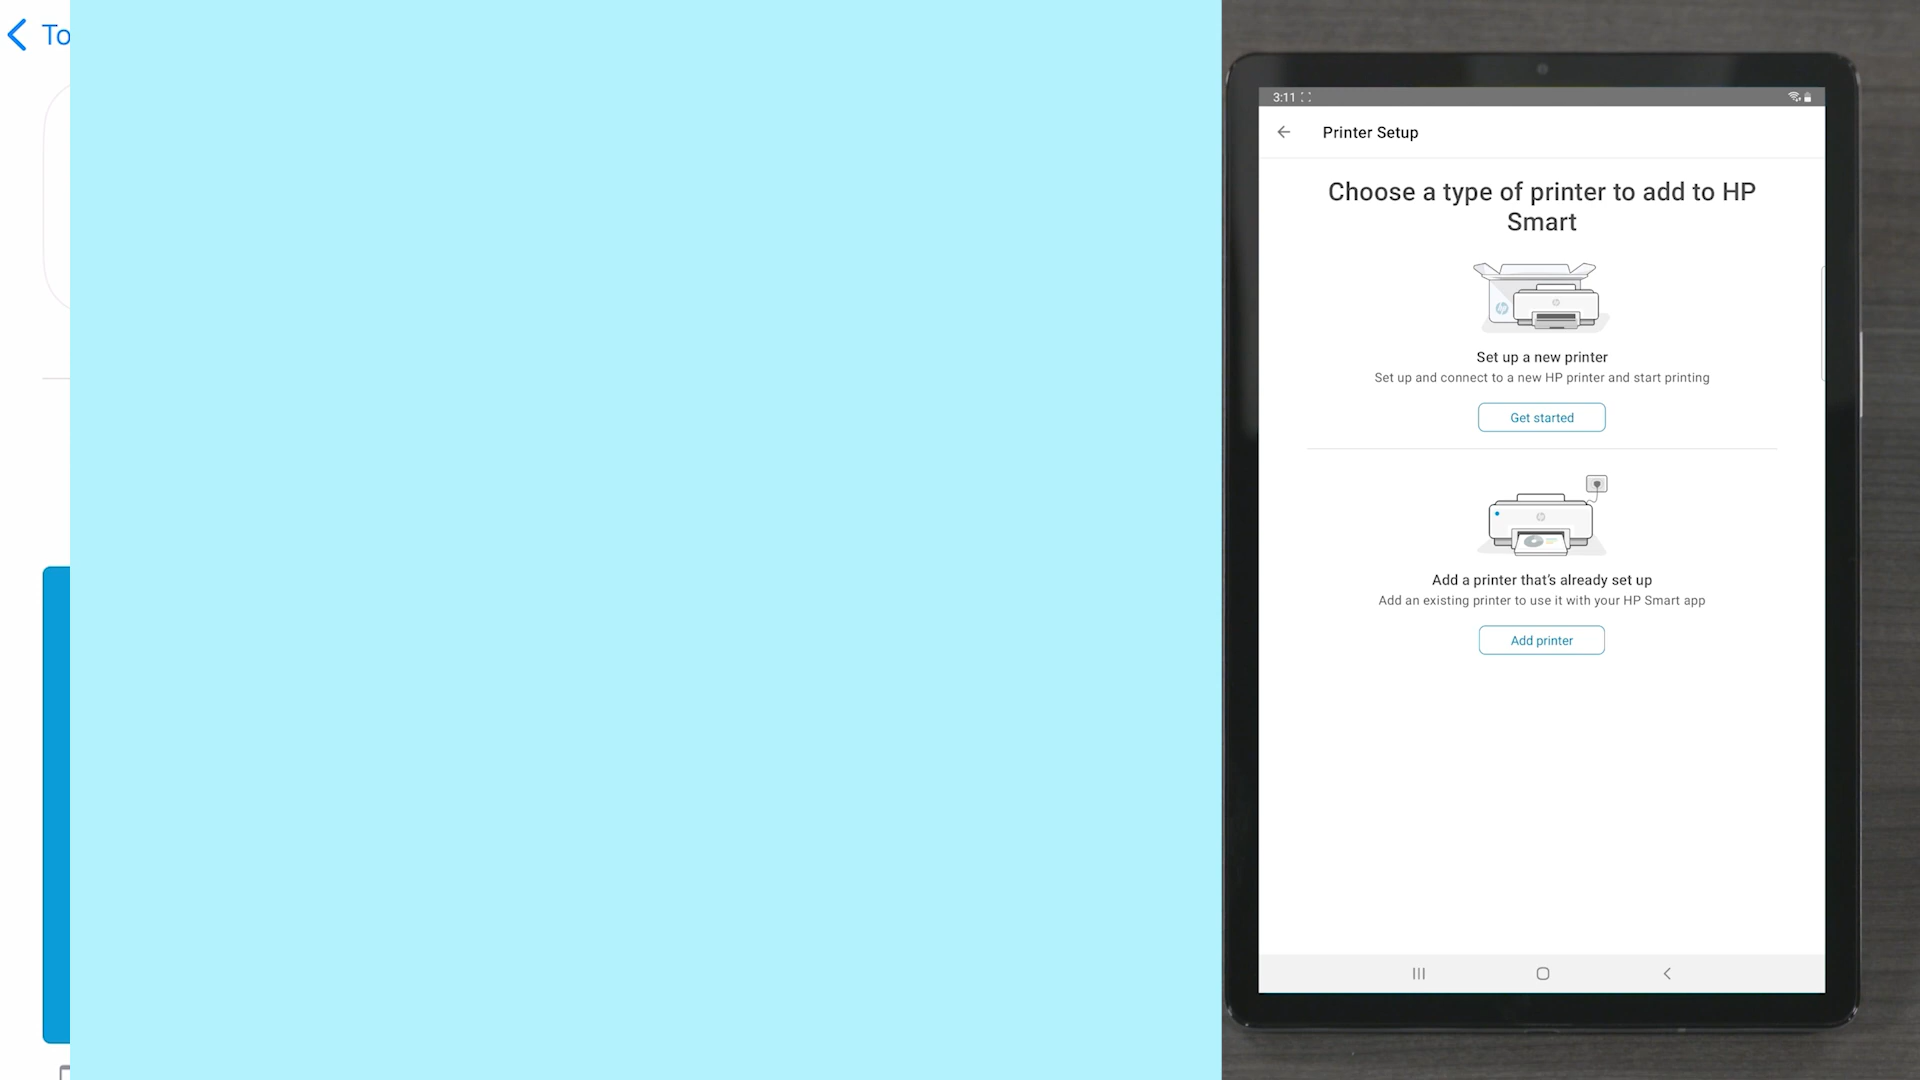 To
3:11
Printer Setup
Choose a type of printer to add to HP
Smart
Set up a new printer
Set up and connect to a new HP printer and start printing
Get started
Add a printer that's already set up
Add an existing printer to use it with your HP Smart app
Add printer